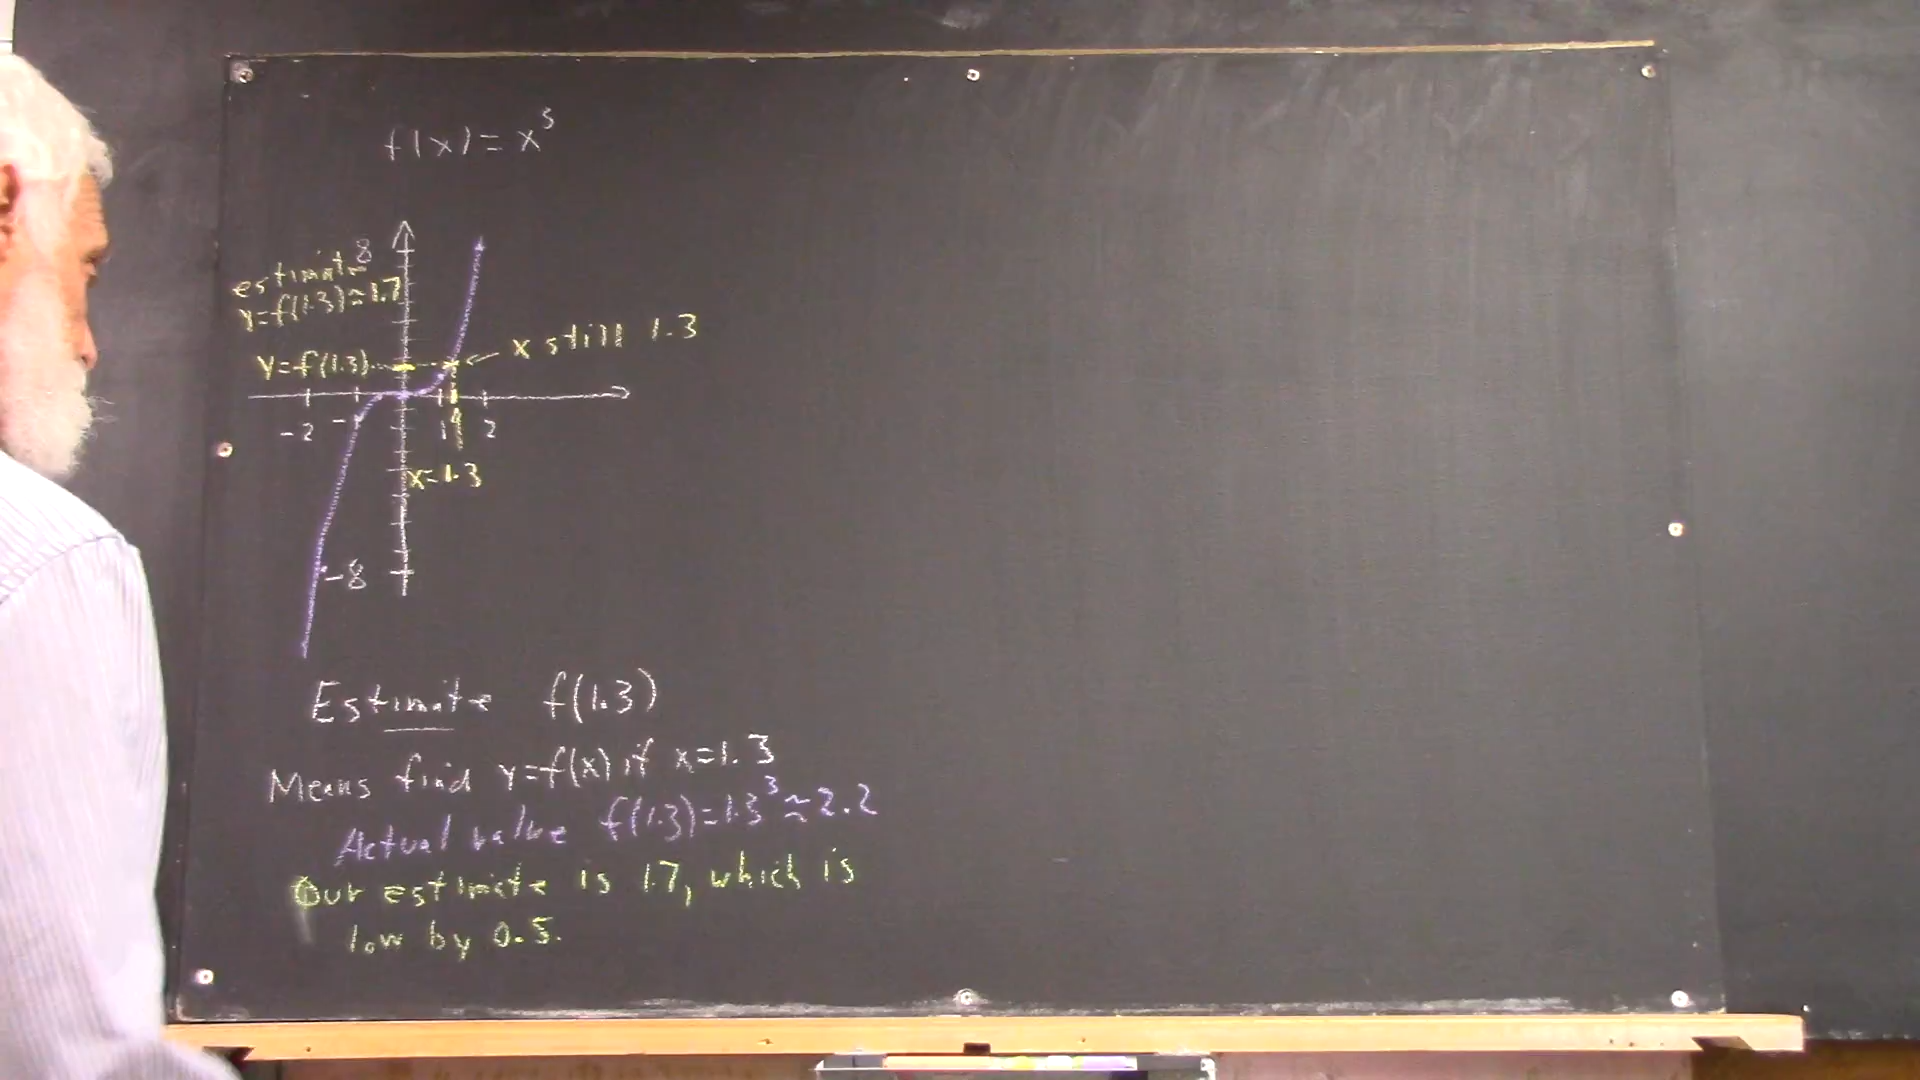 f(x) = x³
8
estimate
y=f(1.3)≈1.7
x still 1.3
y=f(1.3)
-2 -1 1 2
x=1.3
-8
Estimate f(1.3)
Means find y=f(x) if x=1.3
Actual value f(1.3)=1.3³≈2.2
Our estimate is 1.7, which is
low by 0.5.